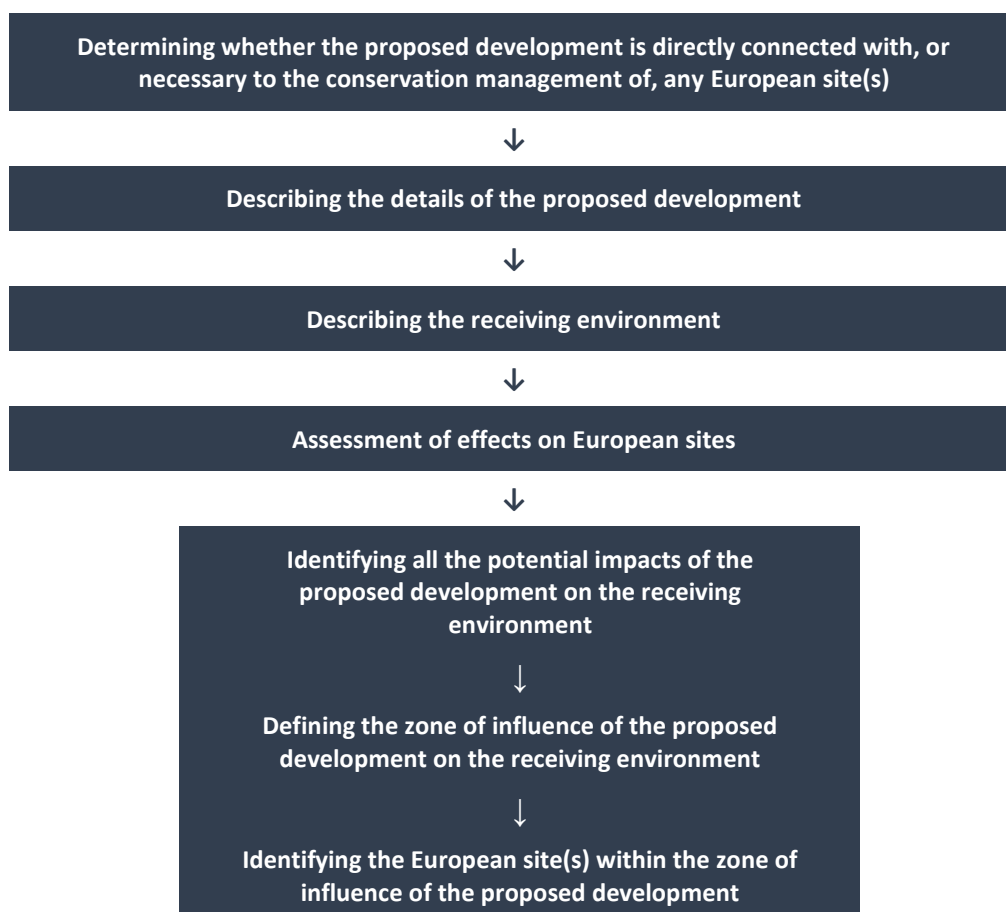 Determining whether the proposed development is directly connected with, or
necessary to the conservation management of, any European site(s)
↓
Describing the details of the proposed development
↓
Describing the receiving environment
↓
Assessment of effects on European sites
↓
Identifying all the potential impacts of the
proposed development on the receiving
environment
↓
Defining the zone of influence of the proposed
development on the receiving environment
↓
Identifying the European site(s) within the zone of
influence of the proposed development